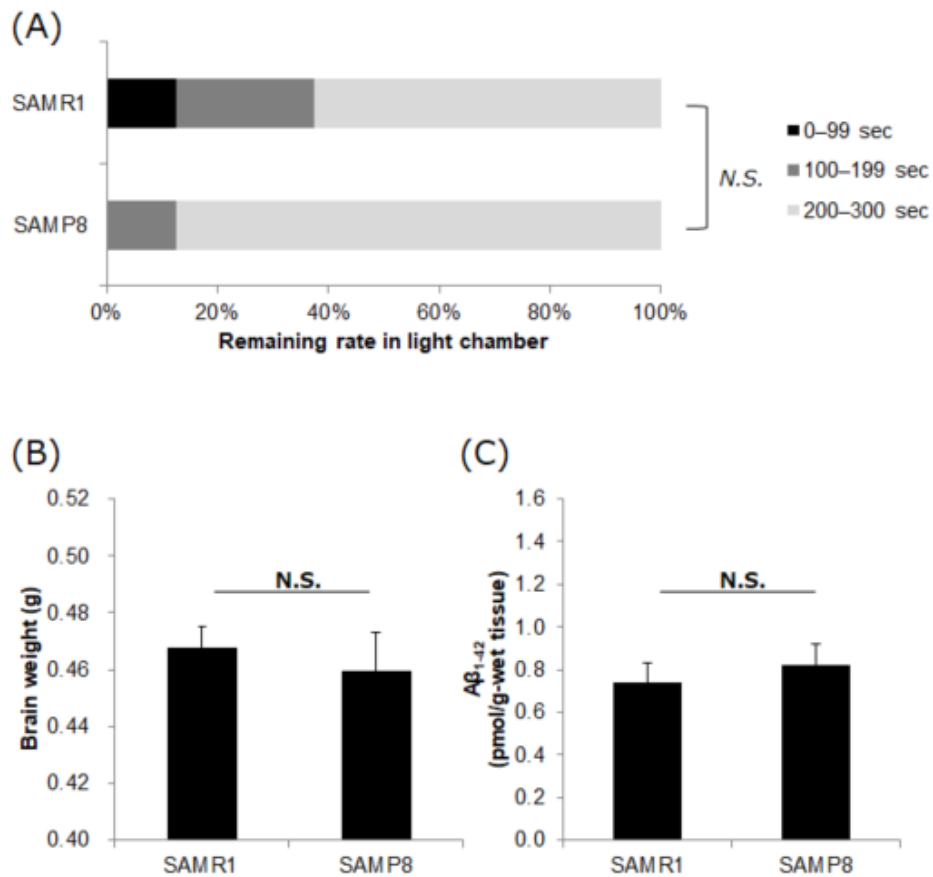 (A)
SAMR1
SAMP8
N.S.
0–99 sec
100–199 sec
200–300 sec
0% 20% 40% 60% 80% 100%
Remaining rate in light chamber
(B)
Brain weight (g)
0.52
0.50
0.48
0.46
0.44
0.42
0.40
N.S.
SAMR1 SAMP8
(C)
Aβ1-42
(pmol/g-wet tissue)
1.6
1.4
1.2
1.0
0.8
0.6
0.4
0.2
0.0
N.S.
SAMR1 SAMP8